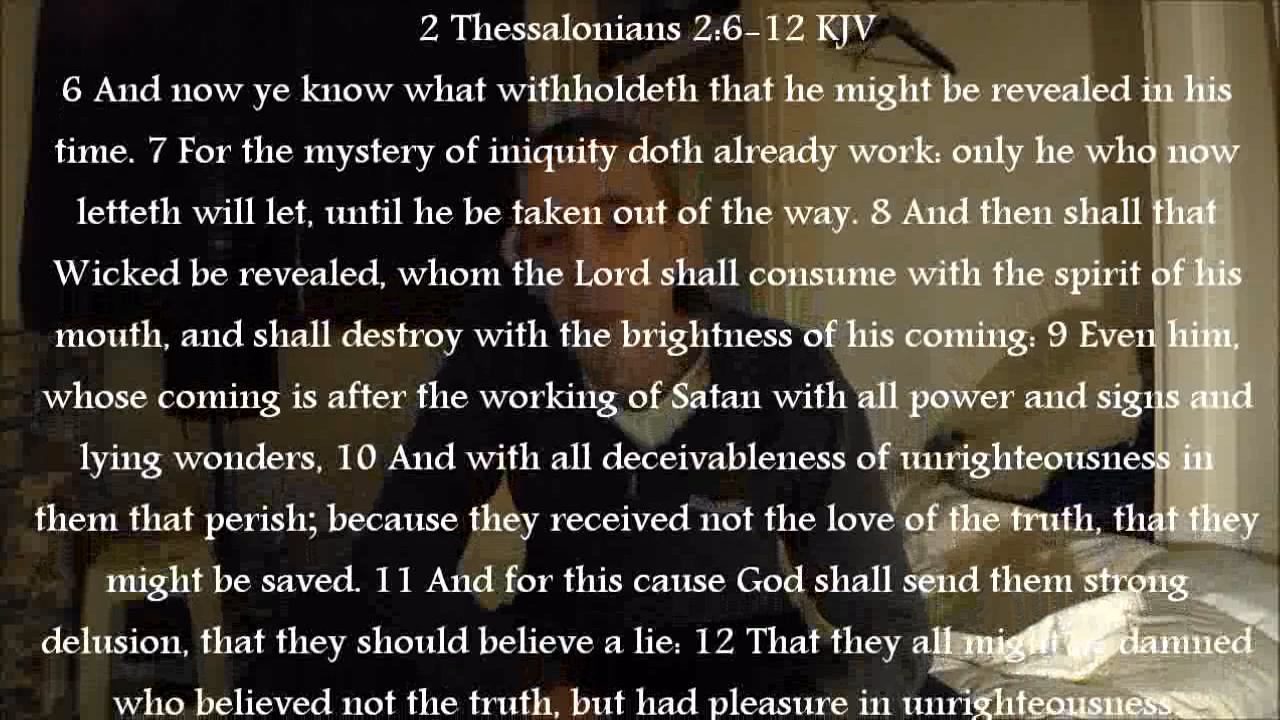 2 Thessalonians 2:6-12 KJV
6 And now ye know what withholdeth that he might be revealed in his
time. 7 For the mystery of iniquity doth already work: only he who now
letteth will let, until he be taken out of the way. 8 And then shall that
Wicked be revealed, whom the Lord shall consume with the spirit of his
mouth, and shall destroy with the brightness of his coming: 9 Even him,
whose coming is after the working of Satan with all power and signs and
lying wonders, 10 And with all deceivableness of unrighteousness in
them that perish; because they received not the love of the truth, that they
might be saved. 11 And for this cause God shall send them strong
delusion, that they should believe a lie: 12 That they all might be damned
who believed not the truth, but had pleasure in unrighteousness.